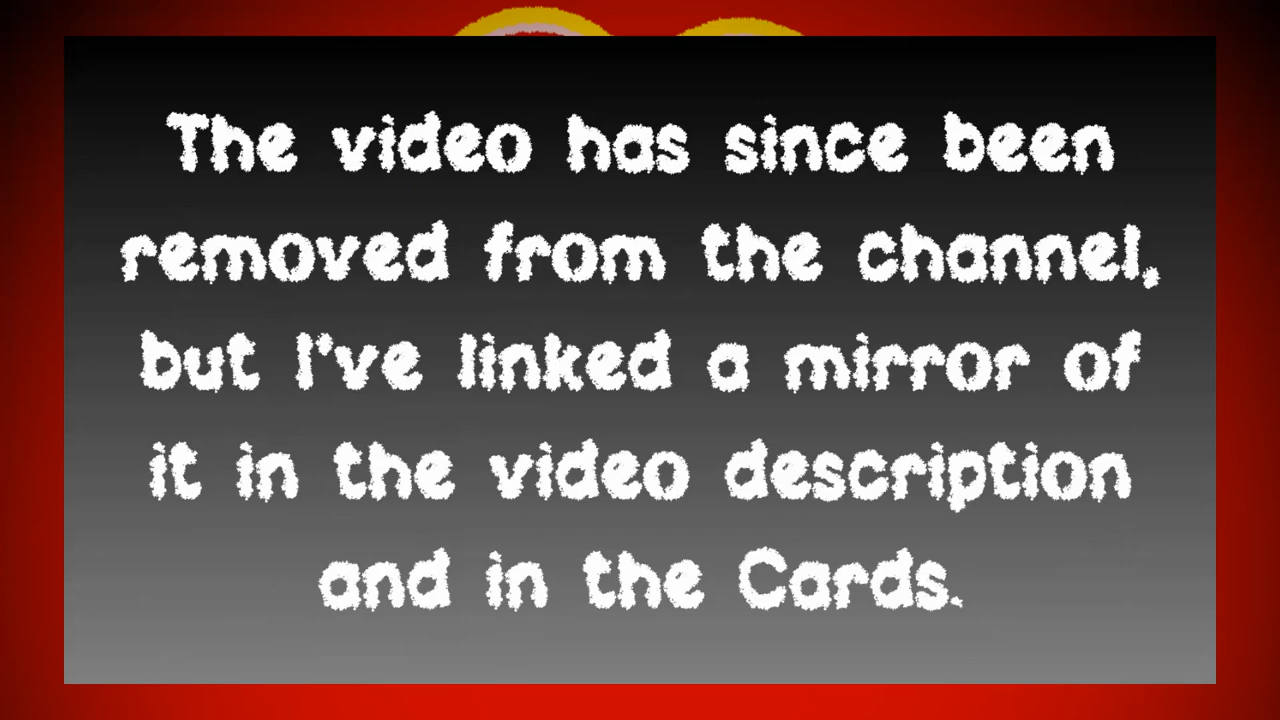 The video has since been
removed from the channel,
but I've linked a mirror of
it in the video description
and in the Cards.